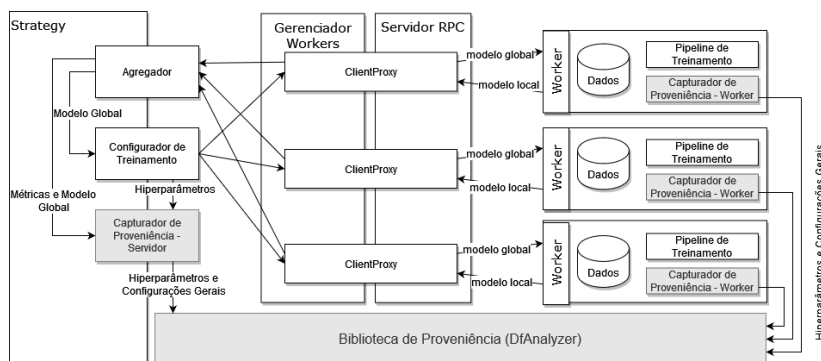 Strategy
Agregador
Modelo Global
Configurador de
Treinamento
Hiperparâmetros
Métricas e Modelo
Global
Capturador de
Proveniência -
Servidor
Hiperparâmetros e
Configurações Gerais
Gerenciador
Workers
Servidor RPC
ClientProxy
ClientProxy
ClientProxy
modelo global
modelo local
Worker
Dados
Pipeline de
Treinamento
Capturador de
Proveniência - Worker
modelo global
modelo local
Worker
Dados
Pipeline de
Treinamento
Capturador de
Proveniência - Worker
modelo global
modelo local
Worker
Dados
Pipeline de
Treinamento
Capturador de
Proveniência - Worker
Hiperparâmetros e Configurações Gerais
Biblioteca de Proveniência (DfAnalyzer)